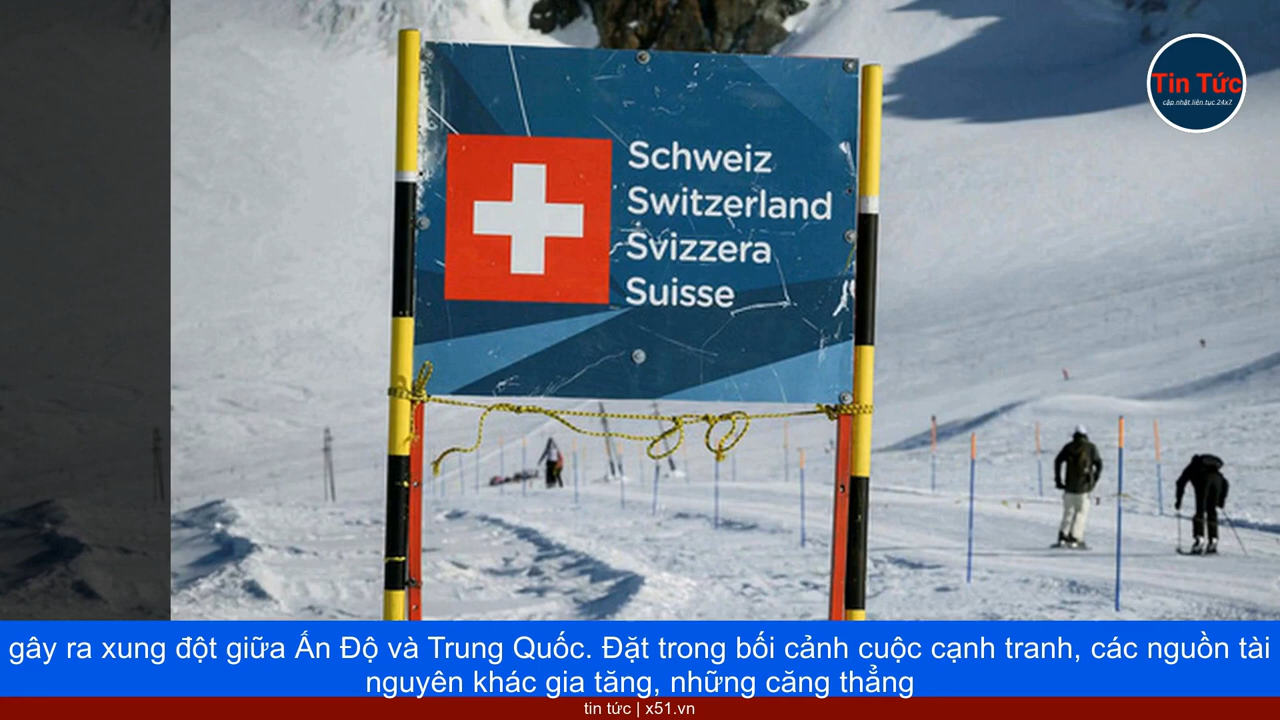 Tin Tức
cập nhật liên tục 24x7
Schweiz
Switzerland
Svizzera
Suisse
gây ra xung đột giữa Ấn Độ và Trung Quốc. Đặt trong bối cảnh cuộc cạnh tranh, các nguồn tài
nguyên khác gia tăng, những căng thẳng
tin tức | x51.vn